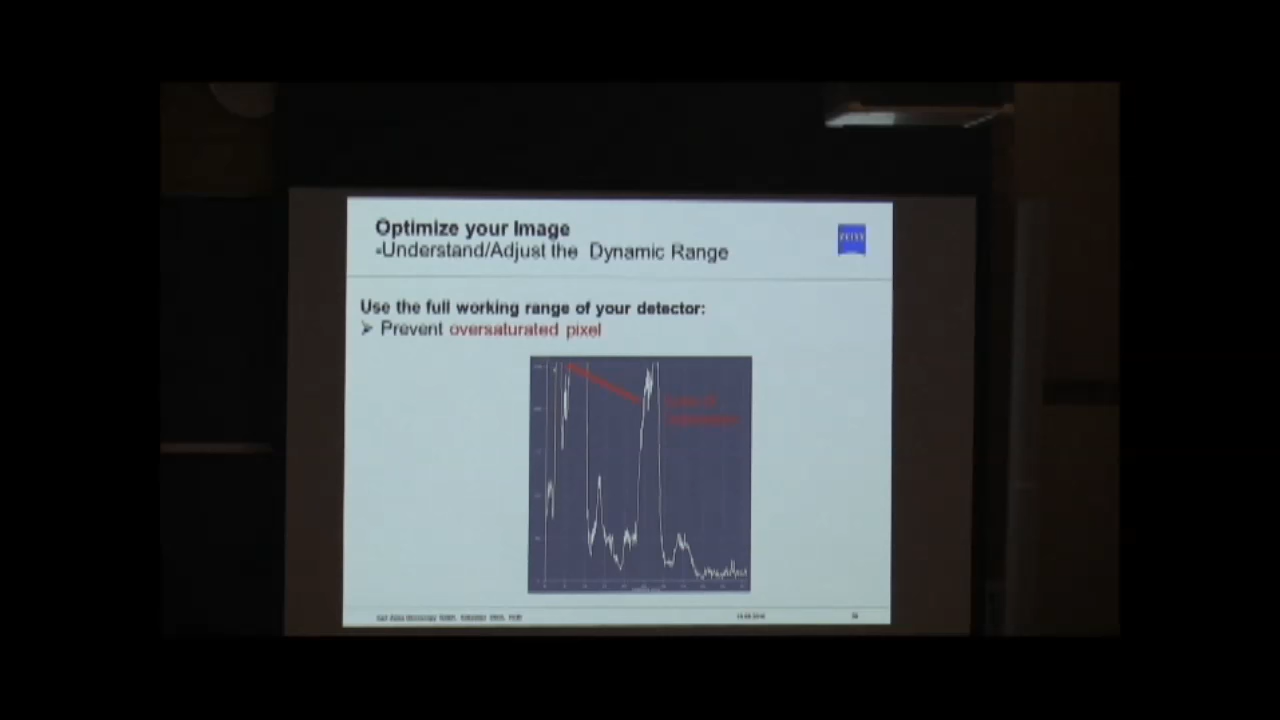 Optimize your Image
-Understand/Adjust the Dynamic Range
ZEISS
Use the full working range of your detector:
➢ Prevent oversaturated pixel